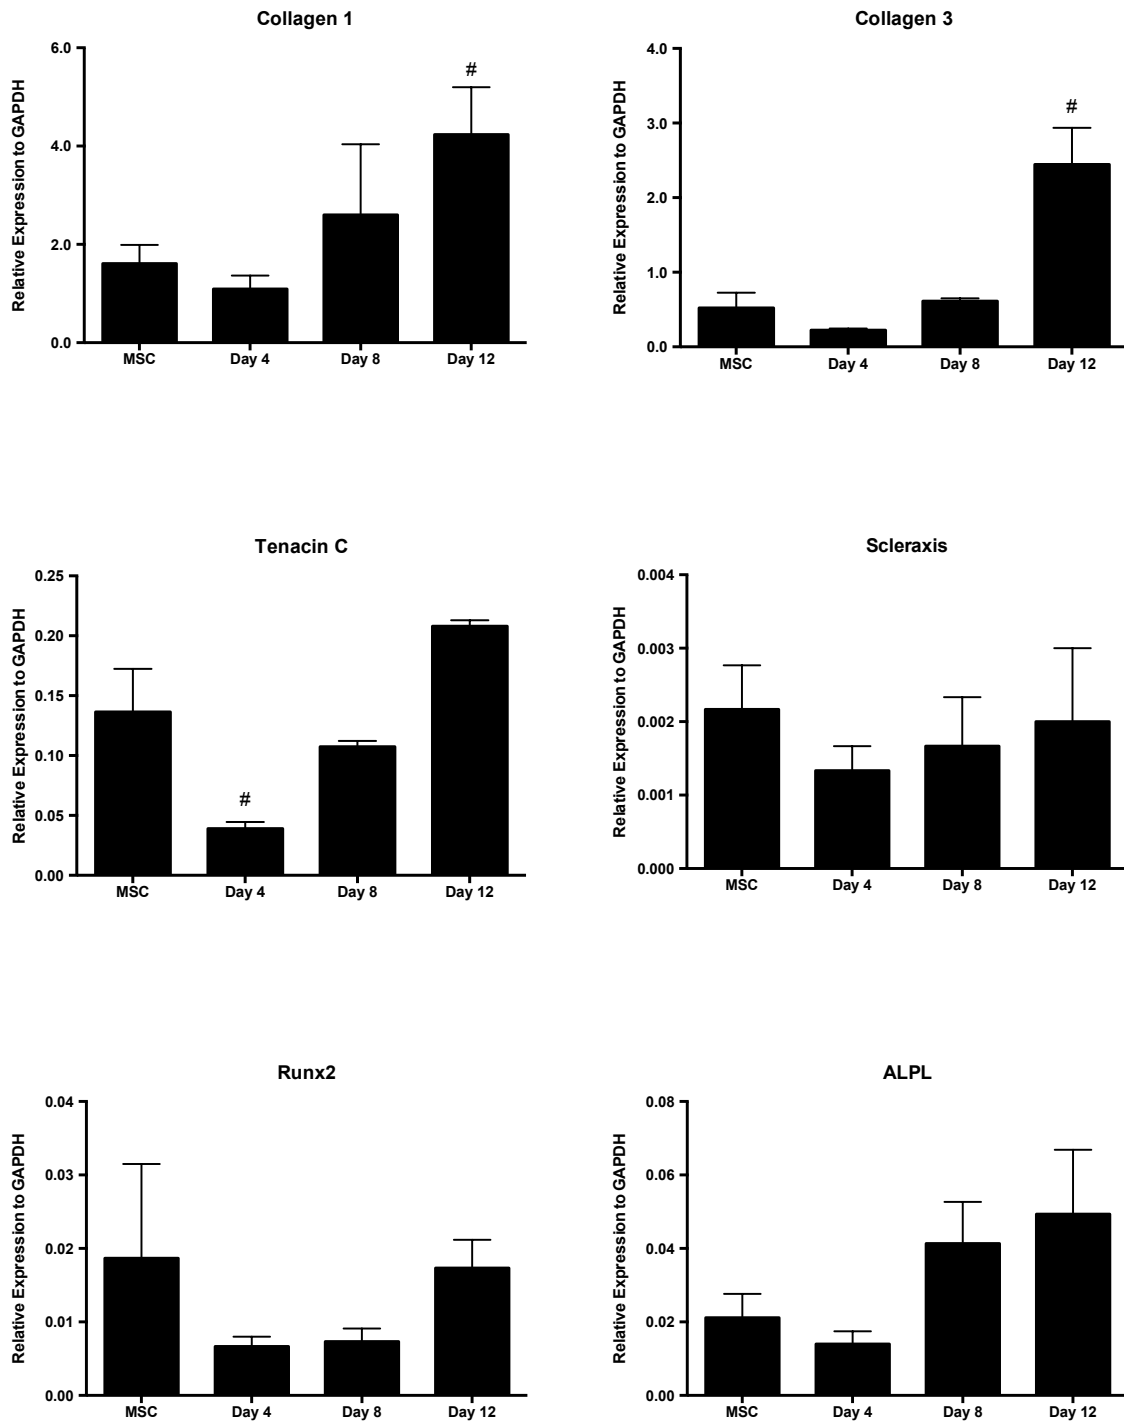 Collagen 1
Relative Expression to GAPDH
6.0
4.0
2.0
0.0
#
MSC Day 4 Day 8 Day 12
Collagen 3
Relative Expression to GAPDH
4.0
3.0
2.0
1.0
0.0
#
MSC Day 4 Day 8 Day 12
Tenacin C
Relative Expression to GAPDH
0.25
0.20
0.15
0.10
0.05
0.00
#
MSC Day 4 Day 8 Day 12
Scleraxis
Relative Expression to GAPDH
0.004
0.003
0.002
0.001
0.000
MSC Day 4 Day 8 Day 12
Runx2
Relative Expression to GAPDH
0.04
0.03
0.02
0.01
0.00
MSC Day 4 Day 8 Day 12
ALPL
Relative Expression to GAPDH
0.08
0.06
0.04
0.02
0.00
MSC Day 4 Day 8 Day 12